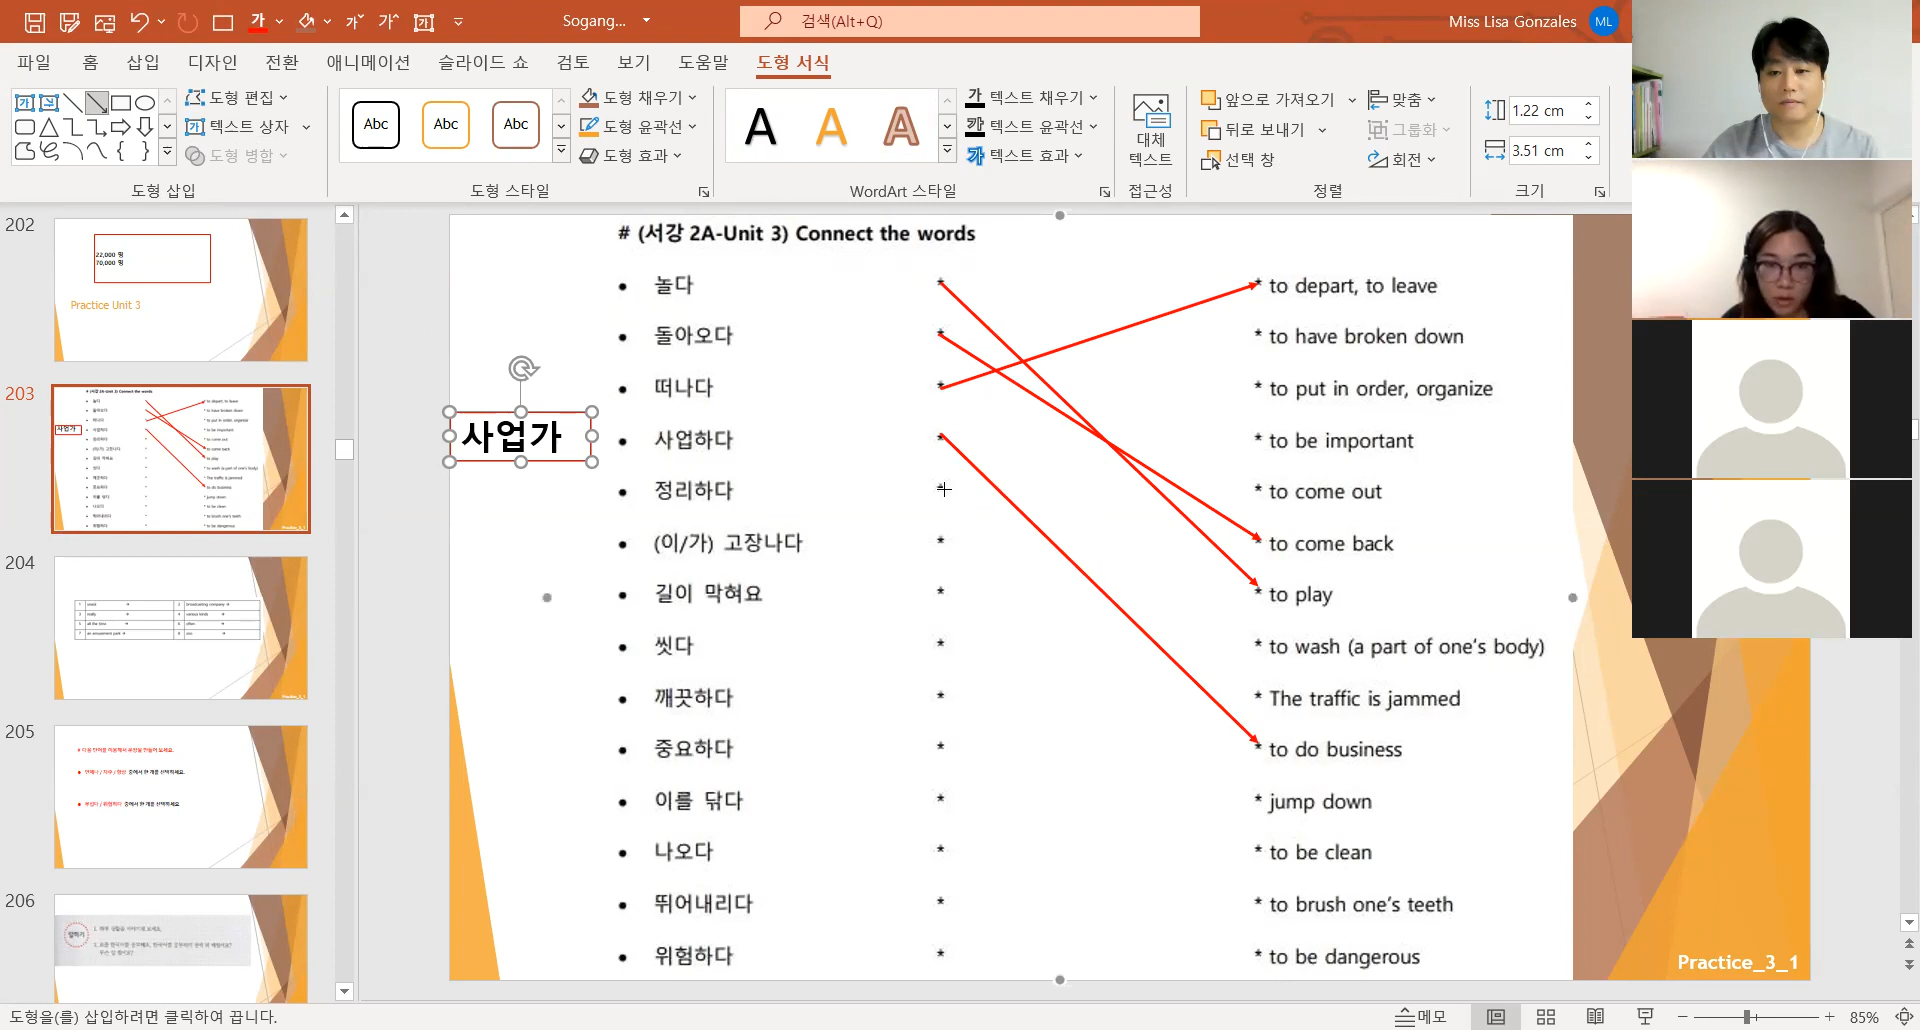 Sogang...
검색(Alt+Q)
Miss Lisa Gonzales
ML
파일 홈 삽입 디자인 전환 애니메이션 슬라이드 쇼 검토 보기 도움말 도형 서식
도형 편집
텍스트 상자
도형 병합
도형 삽입
Abc Abc Abc
도형 채우기
도형 윤곽선
도형 효과
도형 스타일
A A A
텍스트 채우기
텍스트 윤곽선
텍스트 효과
WordArt 스타일
대체
텍스트
접근성
앞으로 가져오기
뒤로 보내기
선택 창
맞춤
그룹화
회전
정렬
1.22 cm
3.51 cm
크기
202
22,000 명
70,000 명
Practice Unit 3
203
204
205
206
# (서강 2A-Unit 3) Connect the words
• 놀다 * * to depart, to leave
• 돌아오다 * * to have broken down
• 떠나다 * * to put in order, organize
사업가
• 사업하다 * * to be important
• 정리하다 * * to come out
• (이/가) 고장나다 * * to come back
• 길이 막혀요 * * to play
• 씻다 * * to wash (a part of one's body)
• 깨끗하다 * * The traffic is jammed
• 중요하다 * * to do business
• 이를 닦다 * * jump down
• 나오다 * * to be clean
• 뛰어내리다 * * to brush one's teeth
• 위험하다 * * to be dangerous
Practice_3_1
도형을(를) 삽입하려면 클릭하여 끕니다.
메모
85%